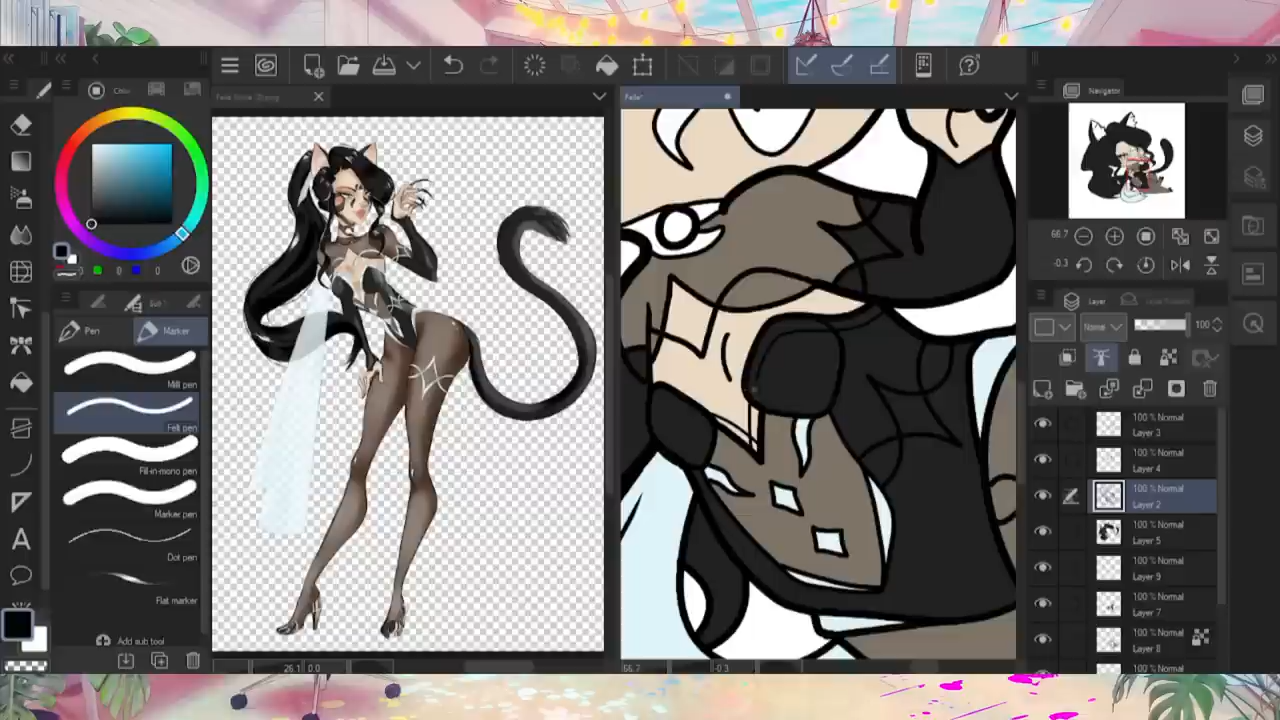 Navigator
66.7
-0.3
Layer
Normal
100
Pen
Marker
Milli pen
Felt pen
Fill-in-mono pen
Marker pen
Dot pen
Flat marker
Add sub tool
100 % Normal
Layer 3
100 % Normal
Layer 4
100 % Normal
Layer 2
100 % Normal
Layer 5
100 % Normal
Layer 9
100 % Normal
Layer 7
100 % Normal
Layer 8
100 % Normal
26.1
0.0
66.7
-0.3